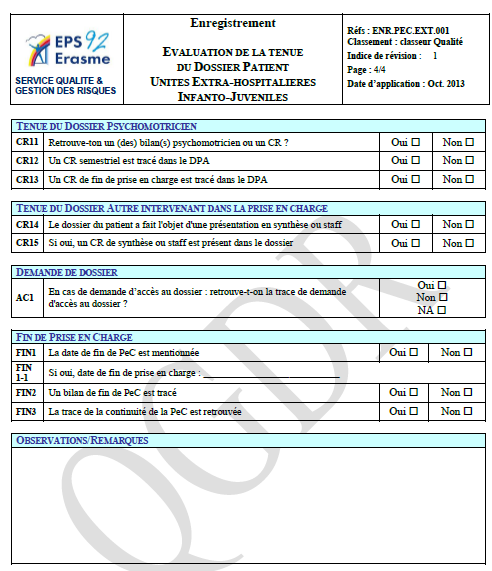 EPS 92
Erasme
SERVICE QUALITE &
GESTION DES RISQUES
Enregistrement
EVALUATION DE LA TENUE
DU DOSSIER PATIENT
UNITES EXTRA-HOSPITALIERES
INFANTO-JUVENILES
Réfs : ENR.PEC.EXT.001
Classement : classeur Qualité
Indice de révision : 1
Page : 4/4
Date d'application : Oct. 2013
TENUE DU DOSSIER PSYCHOMOTRICIEN
CR11 Retrouve-t-on un (des) bilan(s) psychomotricien ou un CR ? Oui ☐ Non ☐
CR12 Un CR semestriel est tracé dans le DPA Oui ☐ Non ☐
CR13 Un CR de fin de prise en charge est tracé dans le DPA Oui ☐ Non ☐
TENUE DU DOSSIER AUTRE INTERVENANT DANS LA PRISE EN CHARGE
CR14 Le dossier du patient a fait l'objet d'une présentation en synthèse ou staff Oui ☐ Non ☐
CR15 Si oui, un CR de synthèse ou staff est présent dans le dossier Oui ☐ Non ☐
DEMANDE DE DOSSIER
AC1 En cas de demande d'accès au dossier : retrouve-t-on la trace de demande
d'accès au dossier ?
Oui ☐
Non ☐
NA ☐
FIN DE PRISE EN CHARGE
FIN1 La date de fin de PeC est mentionnée Oui ☐ Non ☐
FIN
1-1 Si oui, date de fin de prise en charge : ____________________________
FIN2 Un bilan de fin de PeC est tracé Oui ☐ Non ☐
FIN3 La trace de la continuité de la PeC est retrouvée Oui ☐ Non ☐
OBSERVATIONS/REMARQUES
QGDR